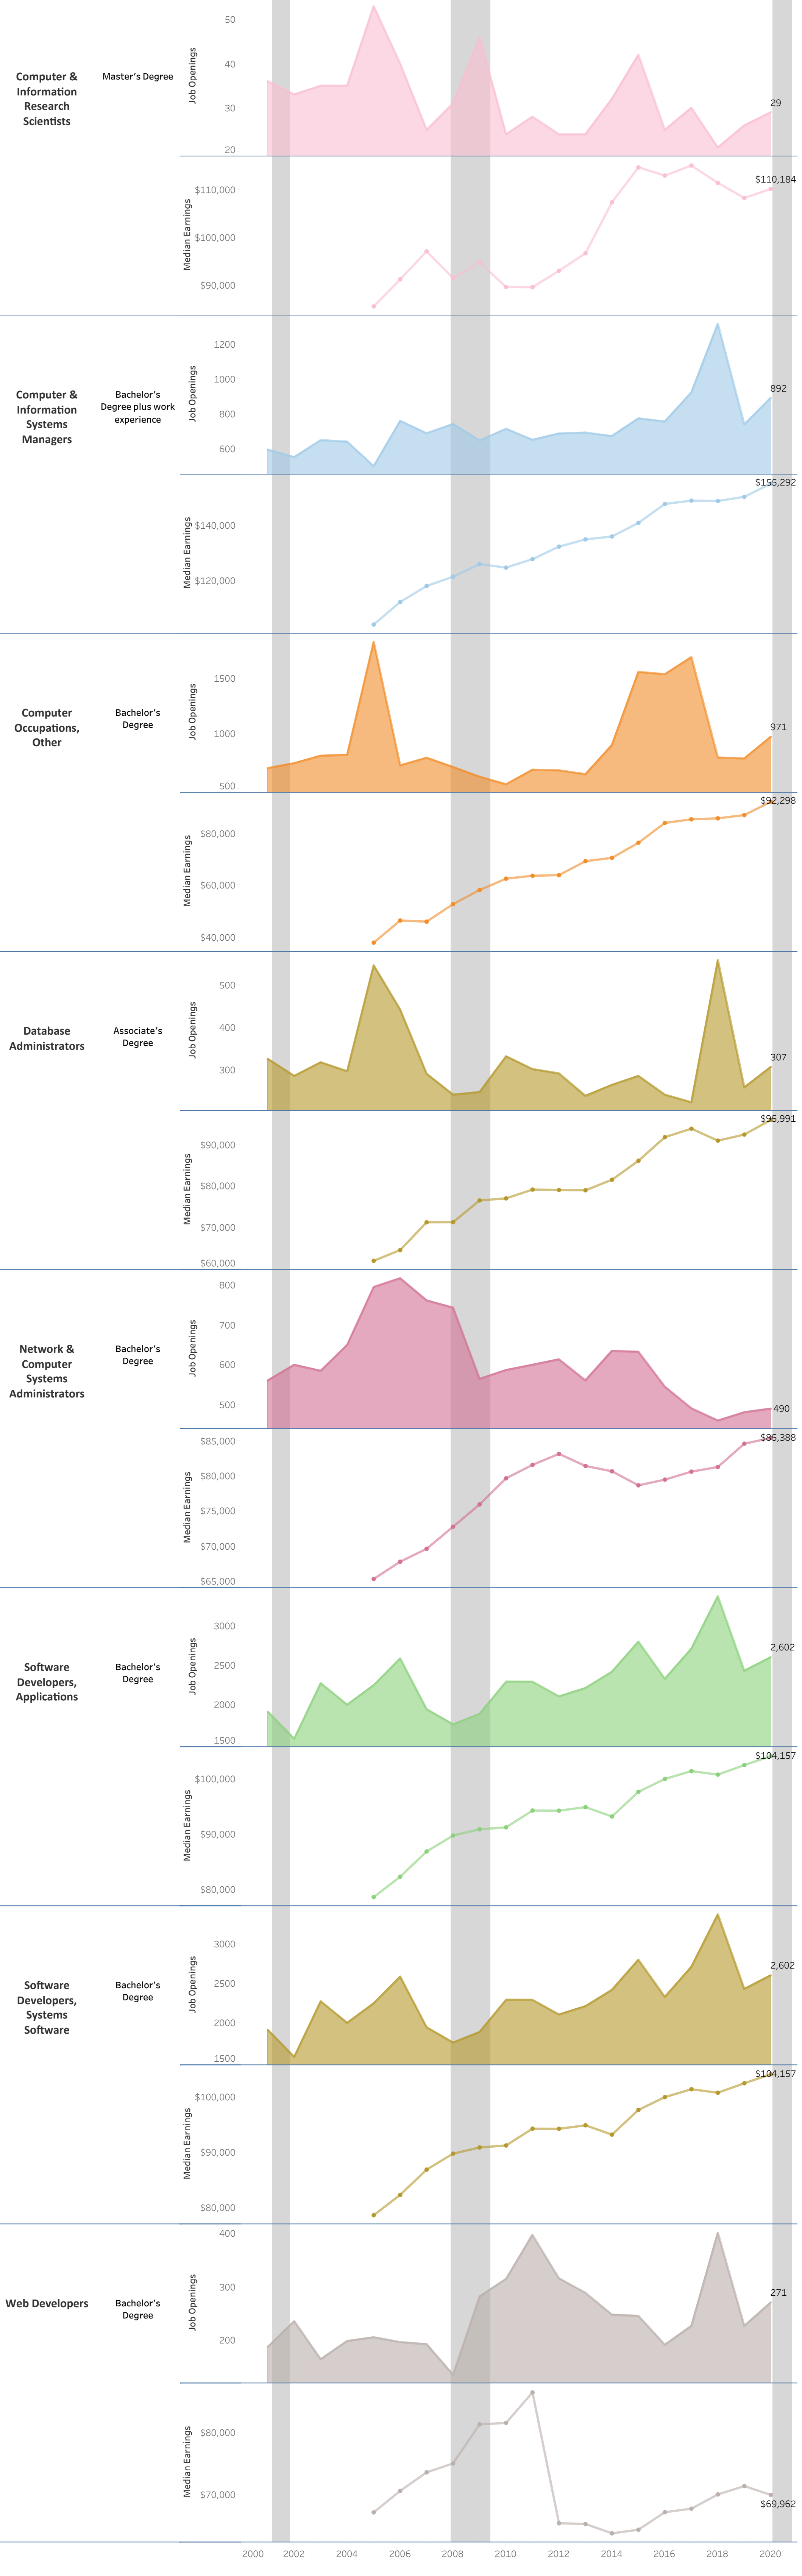 Computer &
Information
Research
Scientists
Master's Degree
Job Openings
50
40
30
20
29
Median Earnings
$110,000
$100,000
$90,000
$110,184
Computer &
Information
Systems
Managers
Bachelor's
Degree plus work
experience
Job Openings
1200
1000
800
600
892
Median Earnings
$140,000
$120,000
$155,292
Computer
Occupations,
Other
Bachelor's
Degree
Job Openings
1500
1000
500
971
Median Earnings
$80,000
$60,000
$40,000
$92,298
Database
Administrators
Associate's
Degree
Job Openings
500
400
300
307
Median Earnings
$90,000
$80,000
$70,000
$60,000
$95,991
Network &
Computer
Systems
Administrators
Bachelor's
Degree
Job Openings
800
700
600
500
490
Median Earnings
$85,000
$80,000
$75,000
$70,000
$65,000
$85,388
Software
Developers,
Applications
Bachelor's
Degree
Job Openings
3000
2500
2000
1500
2,602
Median Earnings
$100,000
$90,000
$80,000
$104,157
Software
Developers,
Systems
Software
Bachelor's
Degree
Job Openings
3000
2500
2000
1500
2,602
Median Earnings
$100,000
$90,000
$80,000
$104,157
Web Developers
Bachelor's
Degree
Job Openings
400
300
200
271
Median Earnings
$80,000
$70,000
$69,962
2000 2002 2004 2006 2008 2010 2012 2014 2016 2018 2020